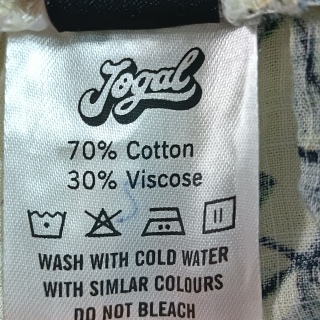 Jogal
70% Cotton
30% Viscose
WASH WITH COLD WATER
WITH SIMLAR COLOURS
DO NOT BLEACH